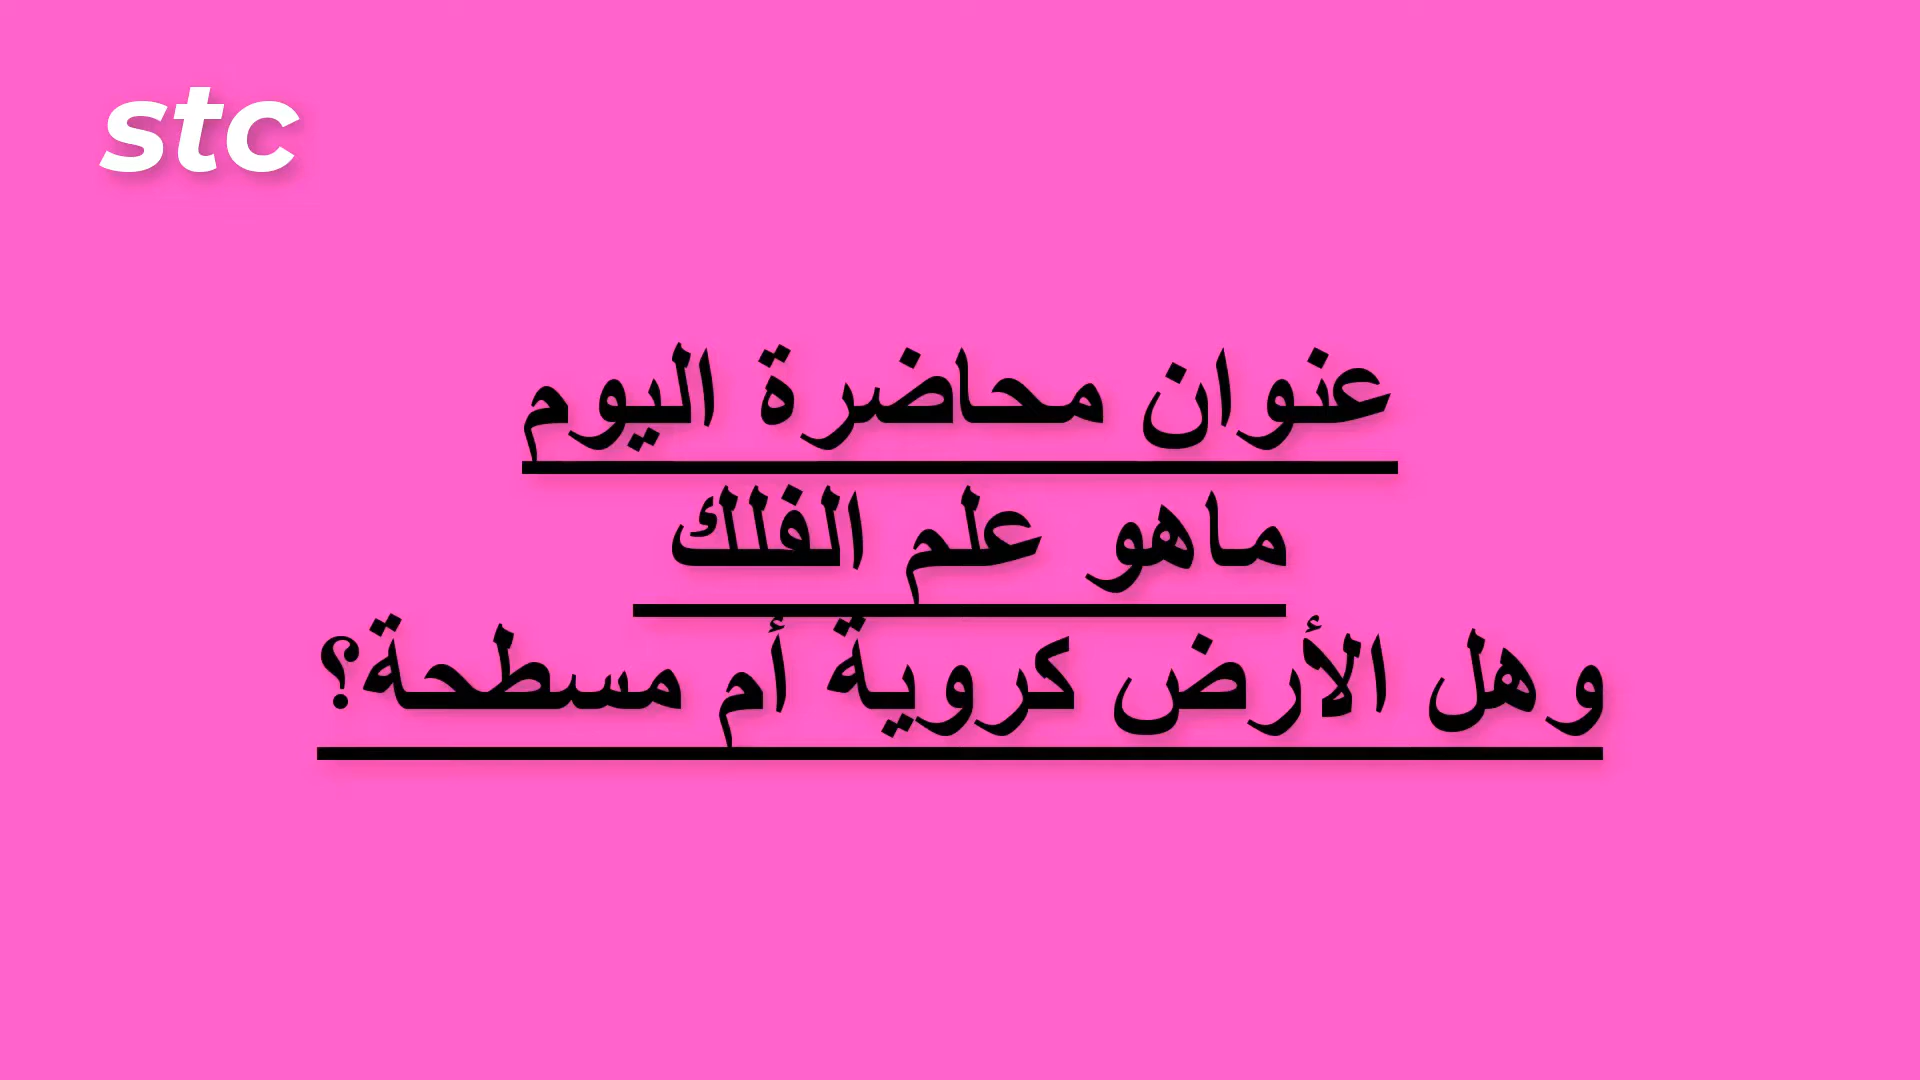 stc
عنوان محاضرة اليوم
ماهو علم الفلك
وهل الأرض كروية أم مسطحة؟